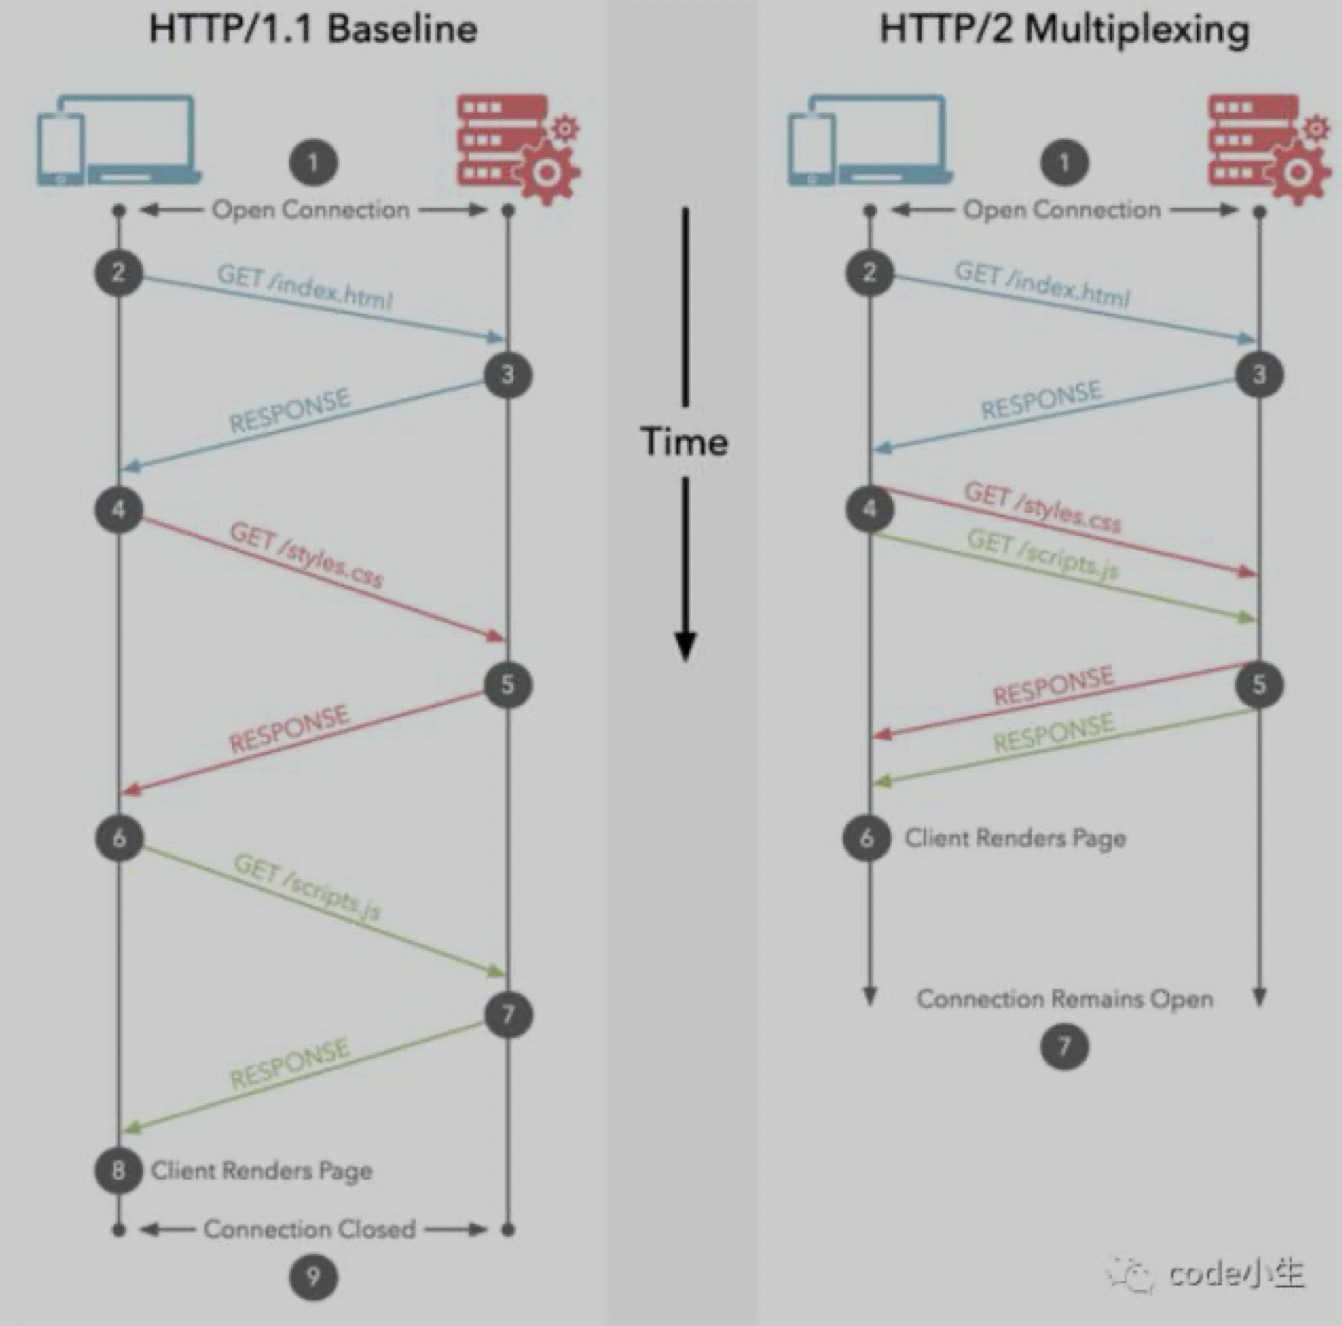 HTTP/1.1 Baseline
1
Open Connection
2
GET /index.html
3
RESPONSE
4
GET /styles.css
5
RESPONSE
6
GET /scripts.js
7
RESPONSE
8
Client Renders Page
Connection Closed
9
Time
HTTP/2 Multiplexing
1
Open Connection
2
GET /index.html
3
RESPONSE
4
GET /styles.css
GET /scripts.js
5
RESPONSE
RESPONSE
6
Client Renders Page
Connection Remains Open
7
code小生